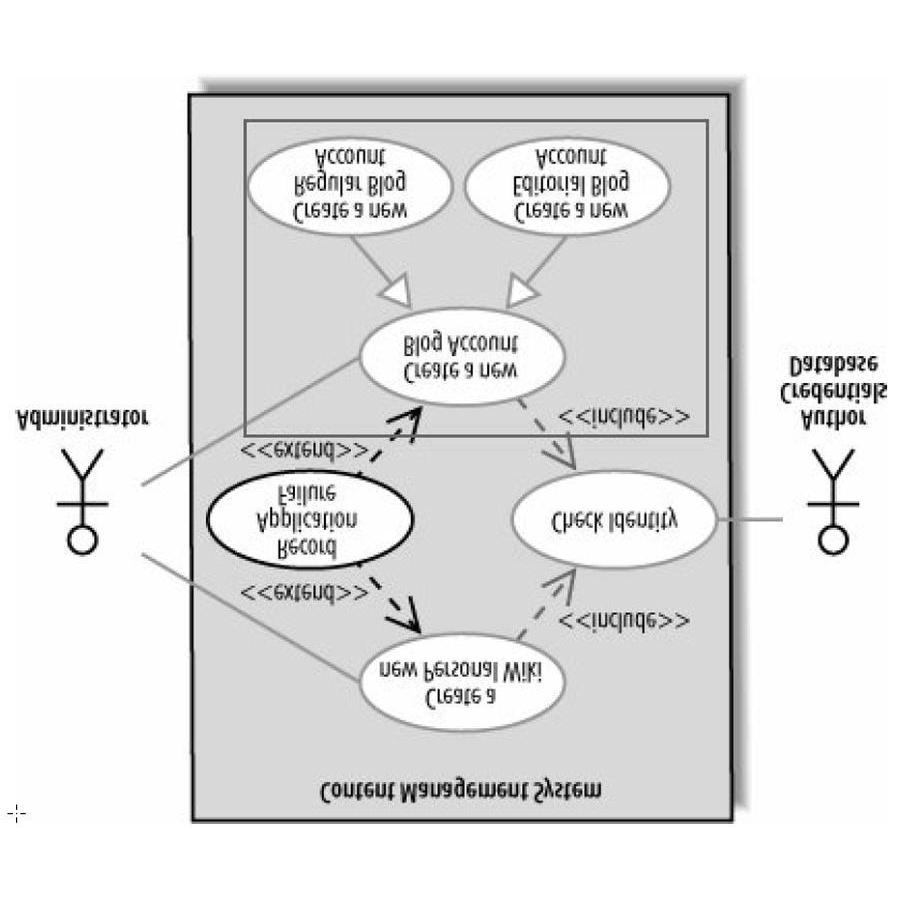 Content Management System
Create a
new Personal Wiki
<<include>>
<<extend>>
Record
Application
Failure
Check Identity
<<extend>>
<<include>>
Administrator
Author
Credentials
Database
Create a new
Blog Account
Create a new
Regular Blog
Account
Create a new
Editorial Blog
Account